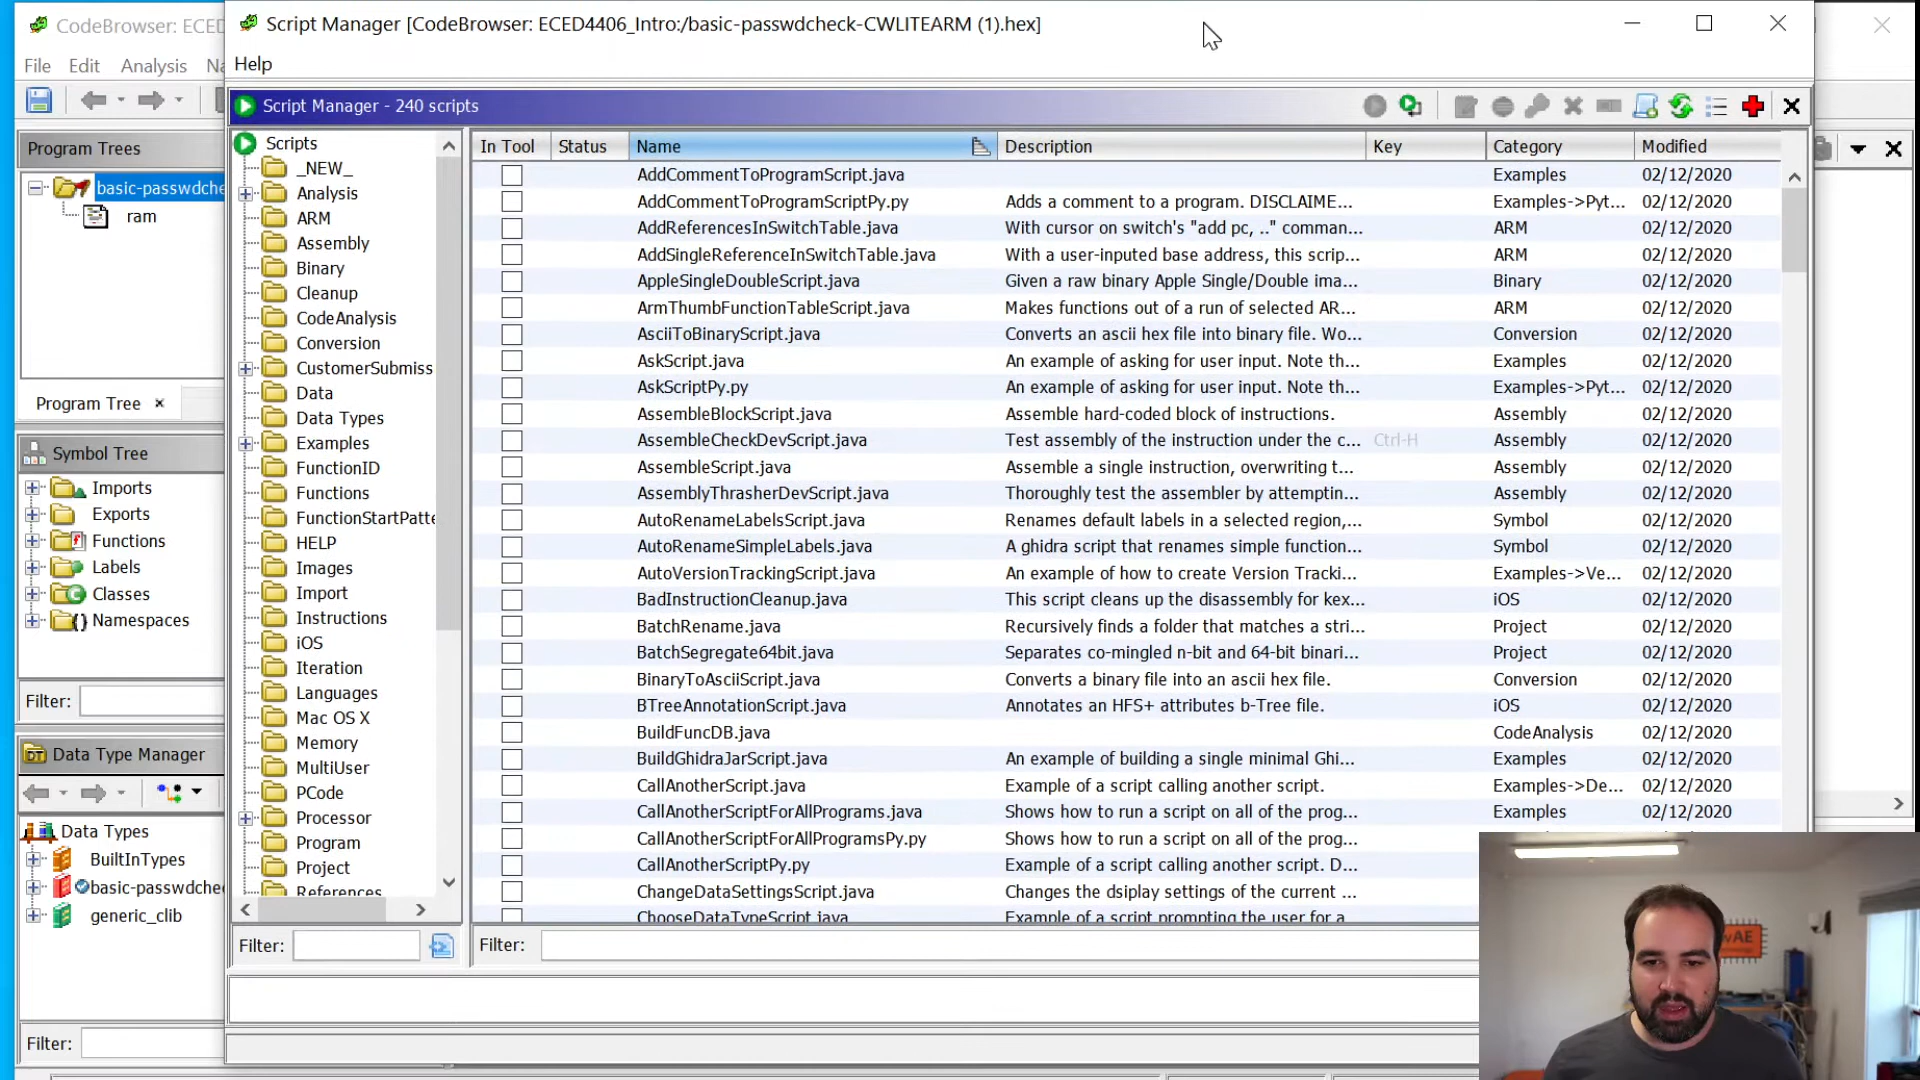 CodeBrowser: ECED
Script Manager [CodeBrowser: ECED4406_Intro:/basic-passwdcheck-CWLITEARM (1).hex]
File Edit Analysis Na
Help
Script Manager - 240 scripts
Program Trees
basic-passwdche
ram
Program Tree
Symbol Tree
Imports
Exports
Functions
Labels
Classes
Namespaces
Filter:
Data Type Manager
Data Types
BuiltInTypes
basic-passwdchec
generic_clib
Filter:
Scripts
_NEW_
Analysis
ARM
Assembly
Binary
Cleanup
CodeAnalysis
Conversion
CustomerSubmiss
Data
Data Types
Examples
FunctionID
Functions
FunctionStartPatte
HELP
Images
Import
Instructions
iOS
Iteration
Languages
Mac OS X
Memory
MultiUser
PCode
Processor
Program
Project
References
Filter:
In Tool Status Name Description Key Category Modified
AddCommentToProgramScript.java Examples 02/12/2020
AddCommentToProgramScriptPy.py Adds a comment to a program. DISCLAIME... Examples->Pyt... 02/12/2020
AddReferencesInSwitchTable.java With cursor on switch's "add pc, .." comman... ARM 02/12/2020
AddSingleReferenceInSwitchTable.java With a user-inputed base address, this scrip... ARM 02/12/2020
AppleSingleDoubleScript.java Given a raw binary Apple Single/Double ima... Binary 02/12/2020
ArmThumbFunctionTableScript.java Makes functions out of a run of selected AR... ARM 02/12/2020
AsciiToBinaryScript.java Converts an ascii hex file into binary file. Wo... Conversion 02/12/2020
AskScript.java An example of asking for user input. Note th... Examples 02/12/2020
AskScriptPy.py An example of asking for user input. Note th... Examples->Pyt... 02/12/2020
AssembleBlockScript.java Assemble hard-coded block of instructions. Assembly 02/12/2020
AssembleCheckDevScript.java Test assembly of the instruction under the c... Ctrl-H Assembly 02/12/2020
AssembleScript.java Assemble a single instruction, overwriting t... Assembly 02/12/2020
AssemblyThrasherDevScript.java Thoroughly test the assembler by attemptin... Assembly 02/12/2020
AutoRenameLabelsScript.java Renames default labels in a selected region,... Symbol 02/12/2020
AutoRenameSimpleLabels.java A ghidra script that renames simple function... Symbol 02/12/2020
AutoVersionTrackingScript.java An example of how to create Version Tracki... Examples->Ve... 02/12/2020
BadInstructionCleanup.java This script cleans up the disassembly for kex... iOS 02/12/2020
BatchRename.java Recursively finds a folder that matches a stri... Project 02/12/2020
BatchSegregate64bit.java Separates co-mingled n-bit and 64-bit binari... Project 02/12/2020
BinaryToAsciiScript.java Converts a binary file into an ascii hex file. Conversion 02/12/2020
BTreeAnnotationScript.java Annotates an HFS+ attributes b-Tree file. iOS 02/12/2020
BuildFuncDB.java CodeAnalysis 02/12/2020
BuildGhidraJarScript.java An example of building a single minimal Ghi... Examples 02/12/2020
CallAnotherScript.java Example of a script calling another script. Examples->De... 02/12/2020
CallAnotherScriptForAllPrograms.java Shows how to run a script on all of the prog... Examples 02/12/2020
CallAnotherScriptForAllProgramsPy.py Shows how to run a script on all of the prog...
CallAnotherScriptPy.py Example of a script calling another script. D...
ChangeDataSettingsScript.java Changes the dsiplay settings of the current ...
ChooseDataTypeScript.java Example of a script prompting the user for a
Filter:
wAE